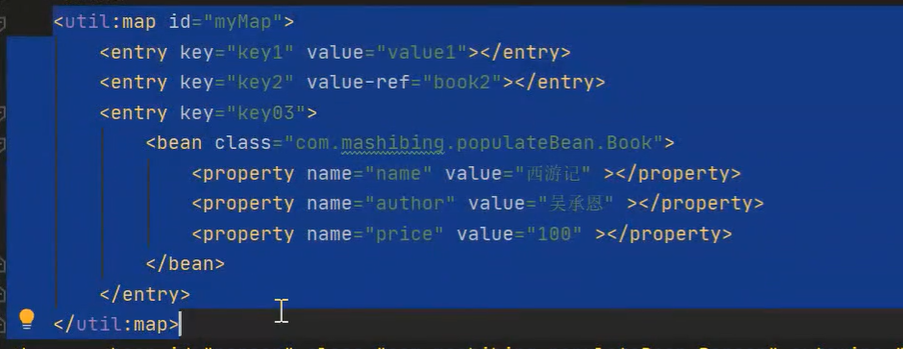 <util:map id="myMap">
<entry key="key1" value="value1"></entry>
<entry key="key2" value-ref="book2"></entry>
<entry key="key03">
<bean class="com.mashibing.populateBean.Book">
<property name="name" value="西游记" ></property>
<property name="author" value="吴承恩" ></property>
<property name="price" value="100" ></property>
</bean>
</entry>
</util:map>